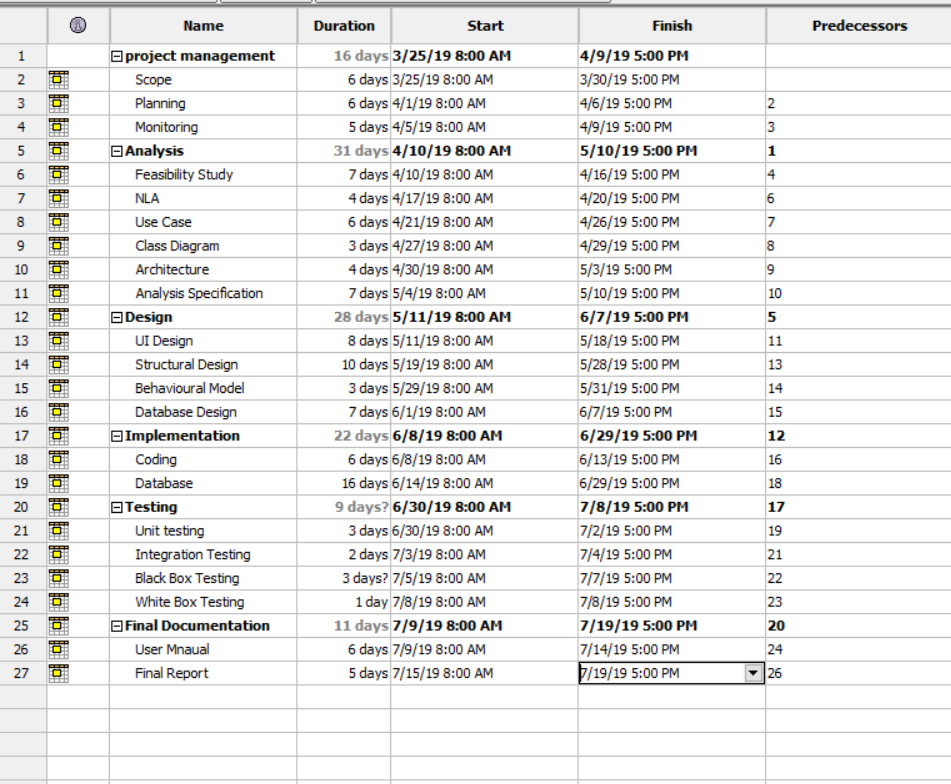 Name Duration Start Finish Predecessors
1 project management 16 days 3/25/19 8:00 AM 4/9/19 5:00 PM
2 Scope 6 days 3/25/19 8:00 AM 3/30/19 5:00 PM
3 Planning 6 days 4/1/19 8:00 AM 4/6/19 5:00 PM 2
4 Monitoring 5 days 4/5/19 8:00 AM 4/9/19 5:00 PM 3
5 Analysis 31 days 4/10/19 8:00 AM 5/10/19 5:00 PM 1
6 Feasibility Study 7 days 4/10/19 8:00 AM 4/16/19 5:00 PM 4
7 NLA 4 days 4/17/19 8:00 AM 4/20/19 5:00 PM 6
8 Use Case 6 days 4/21/19 8:00 AM 4/26/19 5:00 PM 7
9 Class Diagram 3 days 4/27/19 8:00 AM 4/29/19 5:00 PM 8
10 Architecture 4 days 4/30/19 8:00 AM 5/3/19 5:00 PM 9
11 Analysis Specification 7 days 5/4/19 8:00 AM 5/10/19 5:00 PM 10
12 Design 28 days 5/11/19 8:00 AM 6/7/19 5:00 PM 5
13 UI Design 8 days 5/11/19 8:00 AM 5/18/19 5:00 PM 11
14 Structural Design 10 days 5/19/19 8:00 AM 5/28/19 5:00 PM 13
15 Behavioural Model 3 days 5/29/19 8:00 AM 5/31/19 5:00 PM 14
16 Database Design 7 days 6/1/19 8:00 AM 6/7/19 5:00 PM 15
17 Implementation 22 days 6/8/19 8:00 AM 6/29/19 5:00 PM 12
18 Coding 6 days 6/8/19 8:00 AM 6/13/19 5:00 PM 16
19 Database 16 days 6/14/19 8:00 AM 6/29/19 5:00 PM 18
20 Testing 9 days? 6/30/19 8:00 AM 7/8/19 5:00 PM 17
21 Unit testing 3 days 6/30/19 8:00 AM 7/2/19 5:00 PM 19
22 Integration Testing 2 days 7/3/19 8:00 AM 7/4/19 5:00 PM 21
23 Black Box Testing 3 days? 7/5/19 8:00 AM 7/7/19 5:00 PM 22
24 White Box Testing 1 day 7/8/19 8:00 AM 7/8/19 5:00 PM 23
25 Final Documentation 11 days 7/9/19 8:00 AM 7/19/19 5:00 PM 20
26 User Mnaual 6 days 7/9/19 8:00 AM 7/14/19 5:00 PM 24
27 Final Report 5 days 7/15/19 8:00 AM 7/19/19 5:00 PM 26